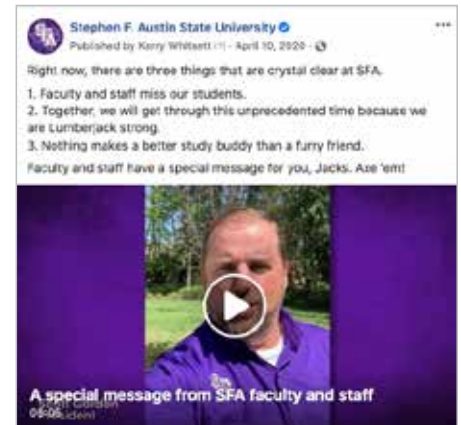 Stephen F. Austin State University
Published by Kerry Whitsett · April 10, 2020 ·
Right now, there are three things that are crystal clear at SFA.
1. Faculty and staff miss our students.
2. Together, we will get through this unprecedented time because we
are Lumberjack strong.
3. Nothing makes a better study buddy than a furry friend.
Faculty and staff have a special message for you, Jacks. Axe 'em!
A special message from SFA faculty and staff
President